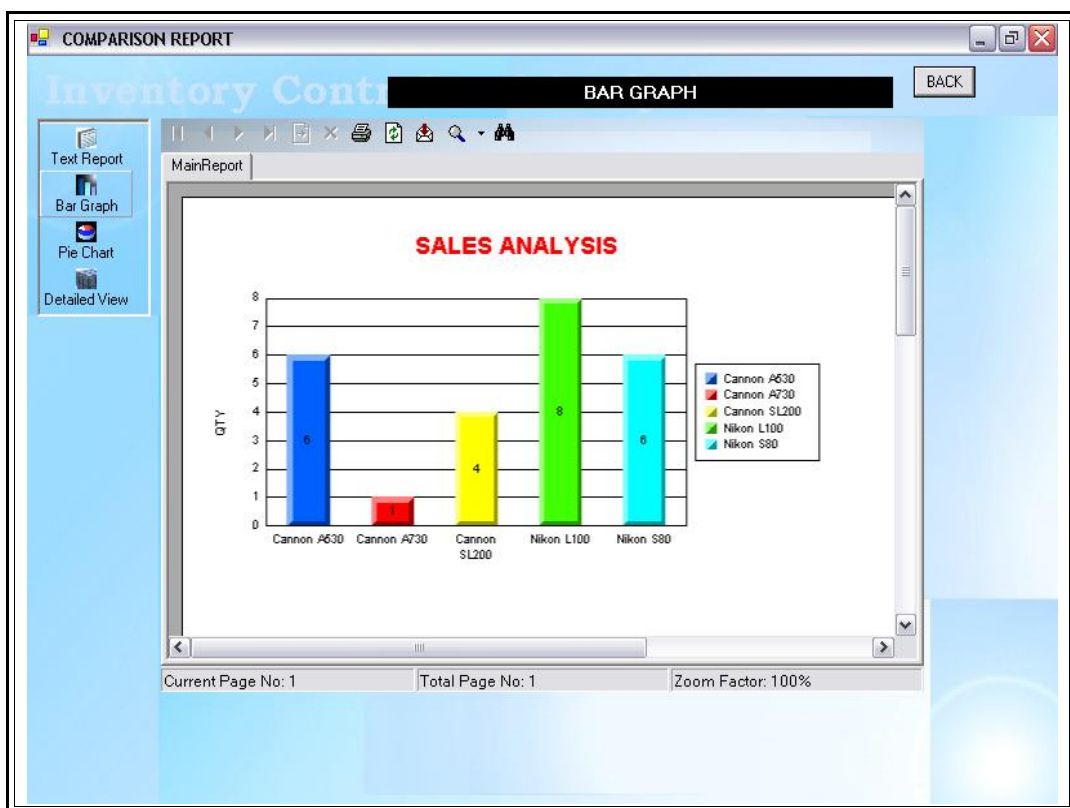 COMPARISON REPORT
Inventory Contr
BAR GRAPH
BACK
Text Report
Bar Graph
Pie Chart
Detailed View
MainReport
SALES ANALYSIS
QTY
8
7
6
5
4
3
2
1
0
6
1
4
8
6
Cannon A530
Cannon A730
Cannon SL200
Nikon L100
Nikon S80
Cannon A530 Cannon A730 Cannon Nikon L100 Nikon S80
SL200
Current Page No: 1 Total Page No: 1 Zoom Factor: 100%